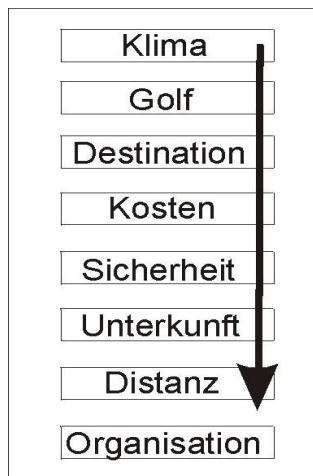 Klima
Golf
Destination
Kosten
Sicherheit
Unterkunft
Distanz
Organisation